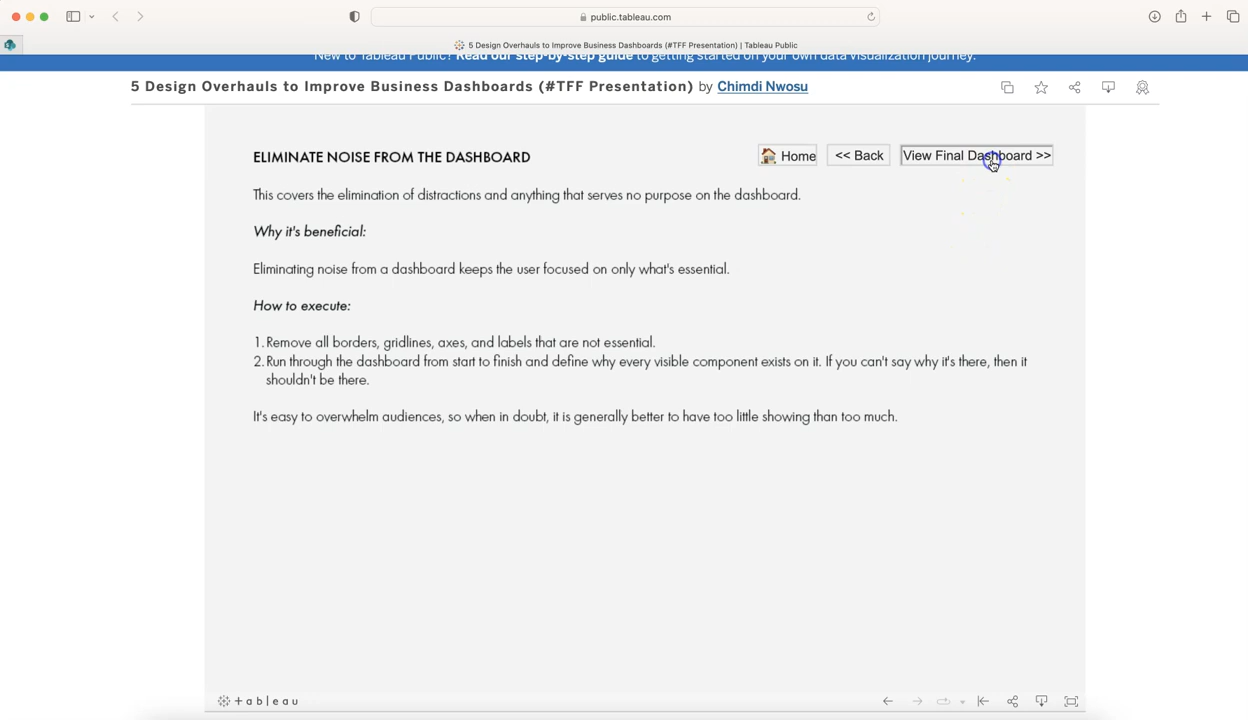 public.tableau.com
5 Design Overhauls to Improve Business Dashboards (#TFF Presentation) | Tableau Public
New to Tableau Public? Read our step-by-step guide to getting started on your own data visualization journey.
5 Design Overhauls to Improve Business Dashboards (#TFF Presentation) by Chimdi Nwosu
ELIMINATE NOISE FROM THE DASHBOARD
Home
<< Back
View Final Dashboard >>
This covers the elimination of distractions and anything that serves no purpose on the dashboard.
Why it's beneficial:
Eliminating noise from a dashboard keeps the user focused on only what's essential.
How to execute:
1. Remove all borders, gridlines, axes, and labels that are not essential.
2. Run through the dashboard from start to finish and define why every visible component exists on it. If you can't say why it's there, then it
shouldn't be there.
It's easy to overwhelm audiences, so when in doubt, it is generally better to have too little showing than too much.
+ a b | e a u